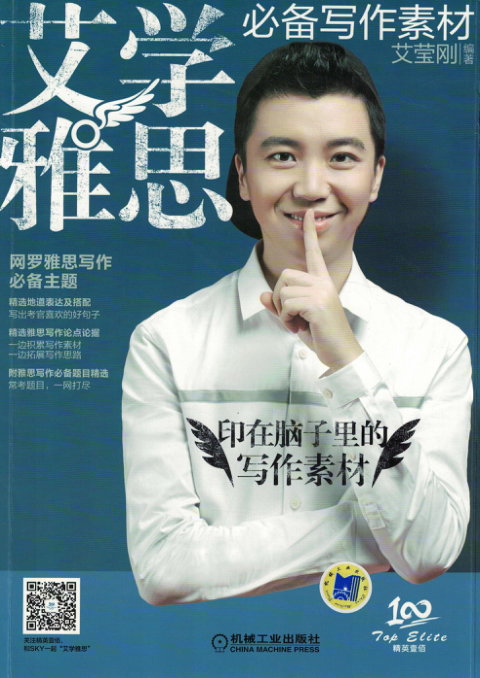 必备写作素材
艾莹刚 编著
艾学
雅思
网罗雅思写作
必备主题
精选地道表达及搭配
写出考官喜欢的好句子
精选雅思写作论点论据
一边积累写作素材
一边拓展写作思路
附雅思写作必备题目精选
常考题目,一网打尽
印在脑子里的
写作素材
关注精英壹佰,
和SKY一起“艾学雅思”
机械工业出版社
CHINA MACHINE PRESS
100
Top Elite
精英壹佰